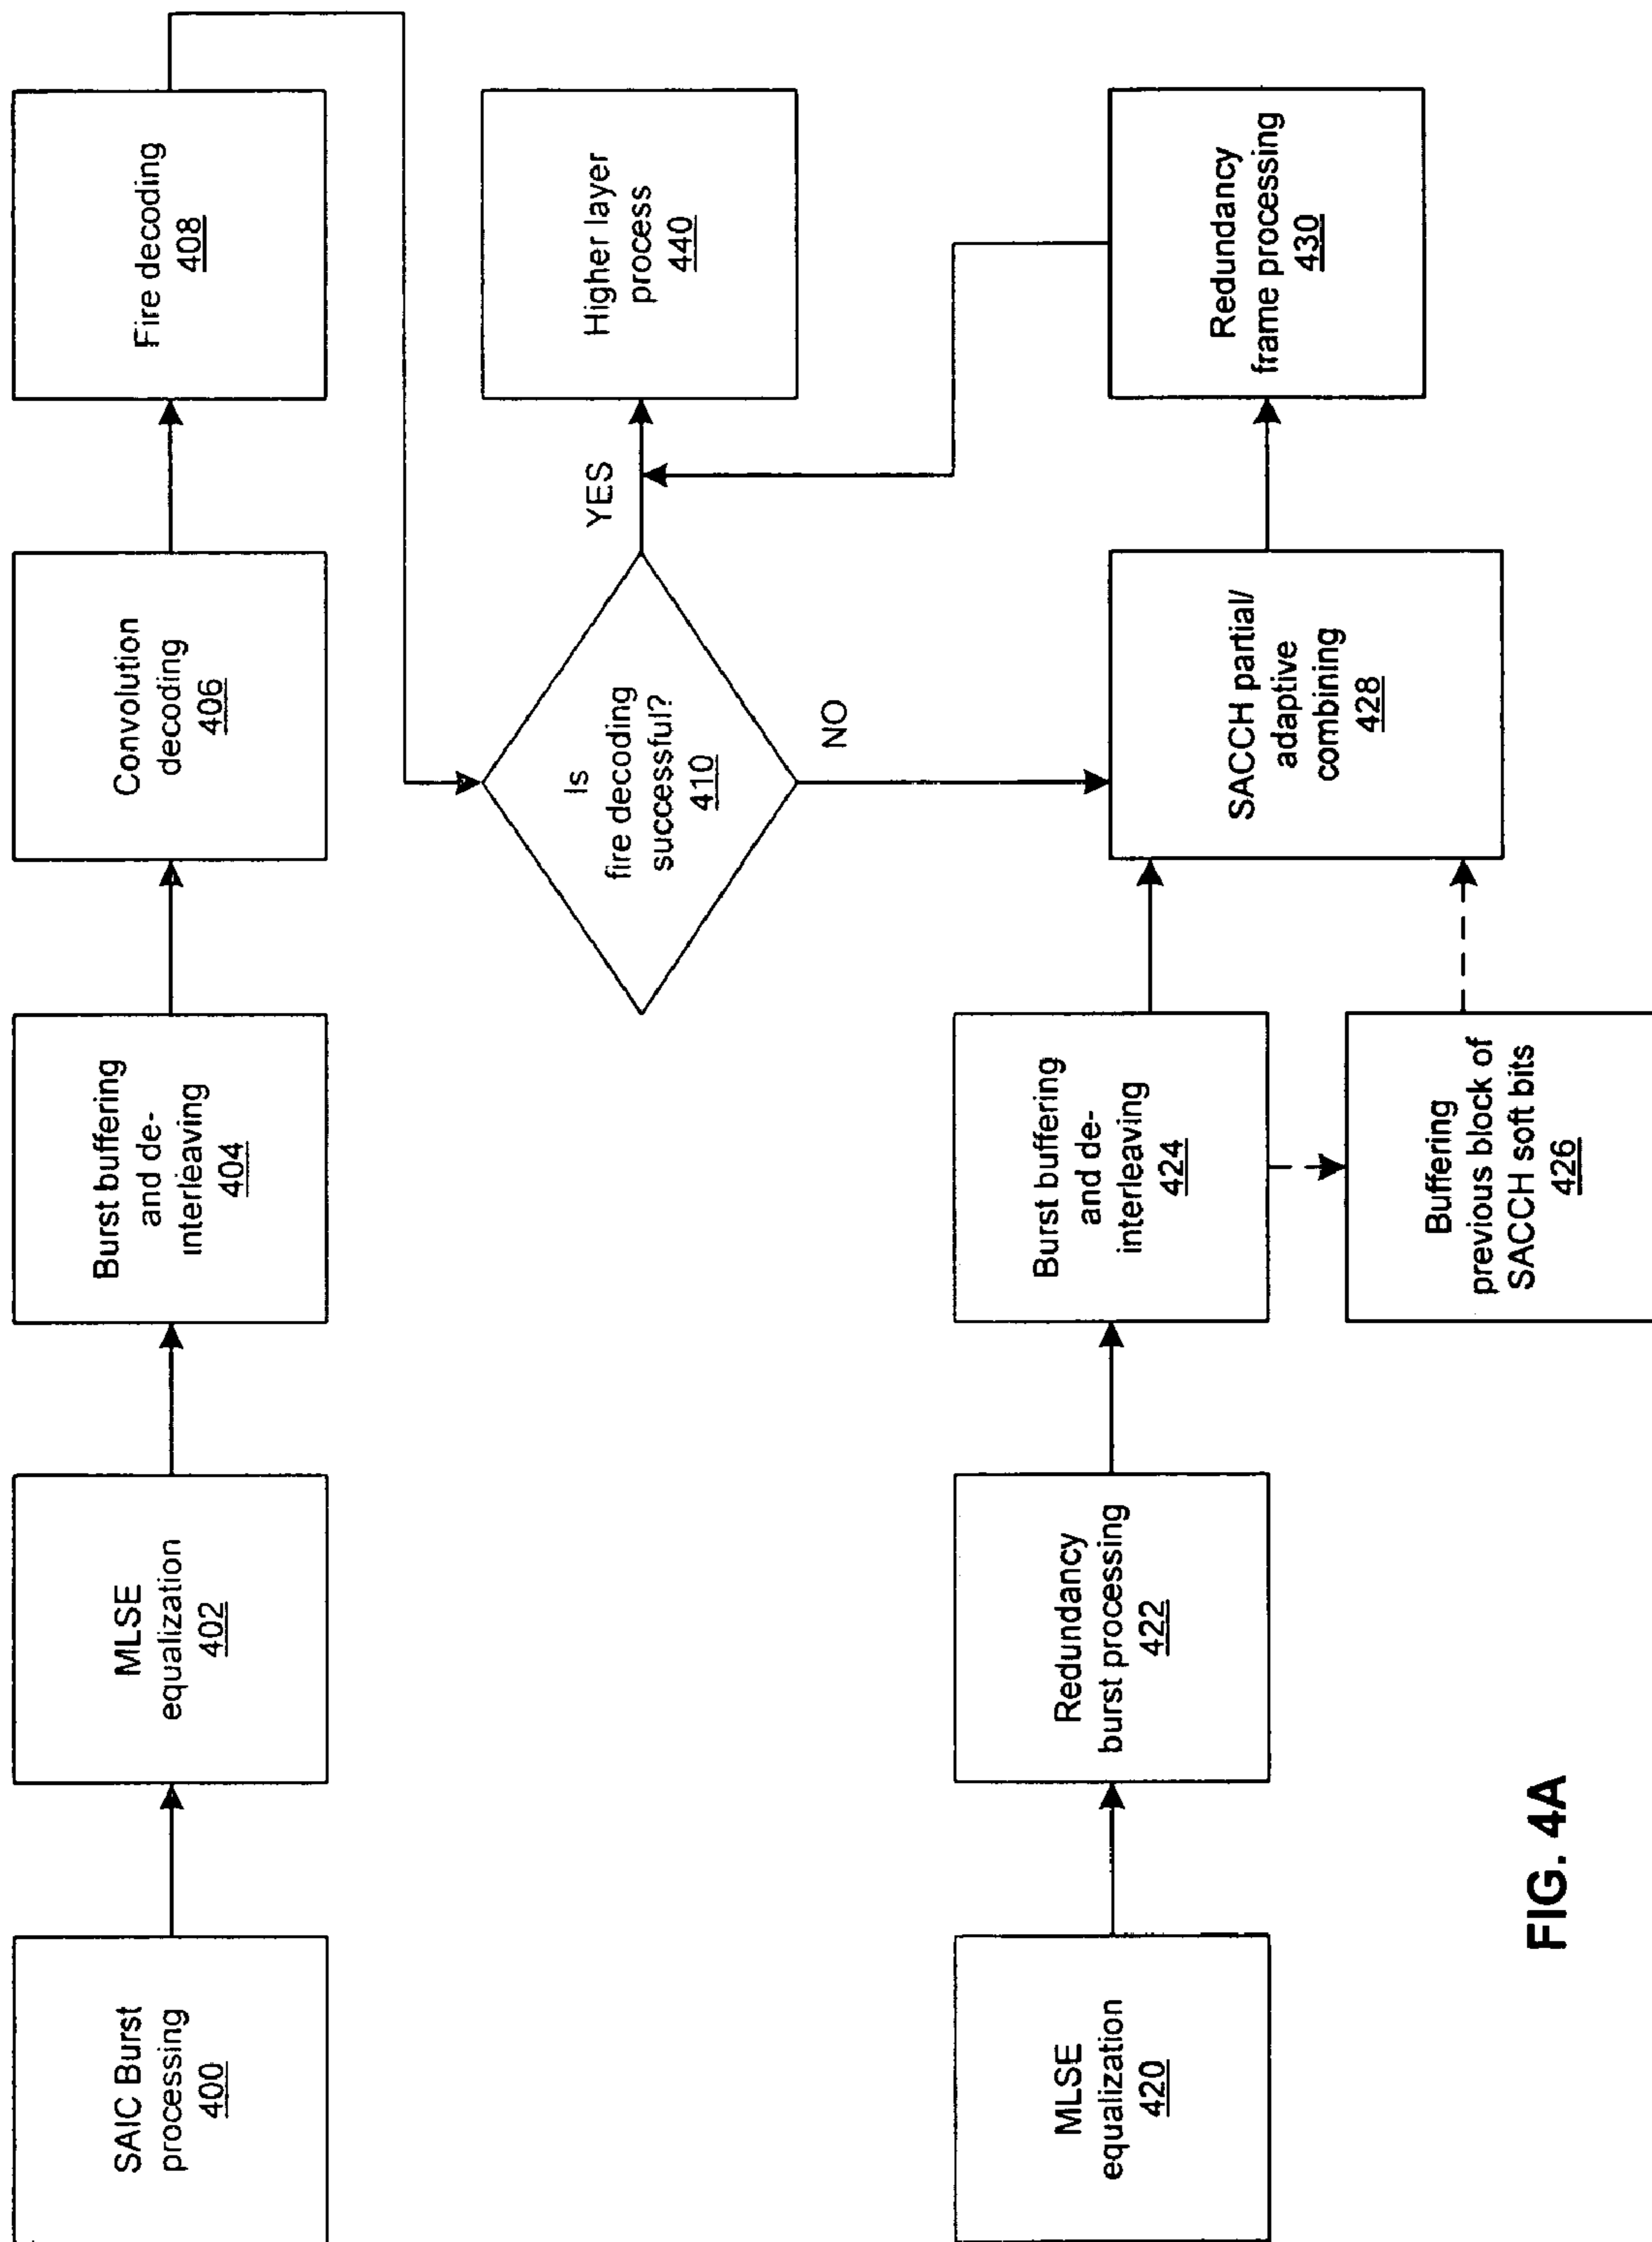 SAIC Burst
processing
400
MLSE
equalization
402
Burst buffering
and de-
interleaving
404
Convolution
decoding
406
Fire decoding
408
Is
fire decoding
successful?
410
YES
NO
Higher layer
process
440
MLSE
equalization
420
Redundancy
burst processing
422
Burst buffering
and de-
interleaving
424
Buffering
previous block of
SACCH soft bits
426
SACCH partial/
adaptive
combining
428
Redundancy
frame processing
430
FIG. 4A